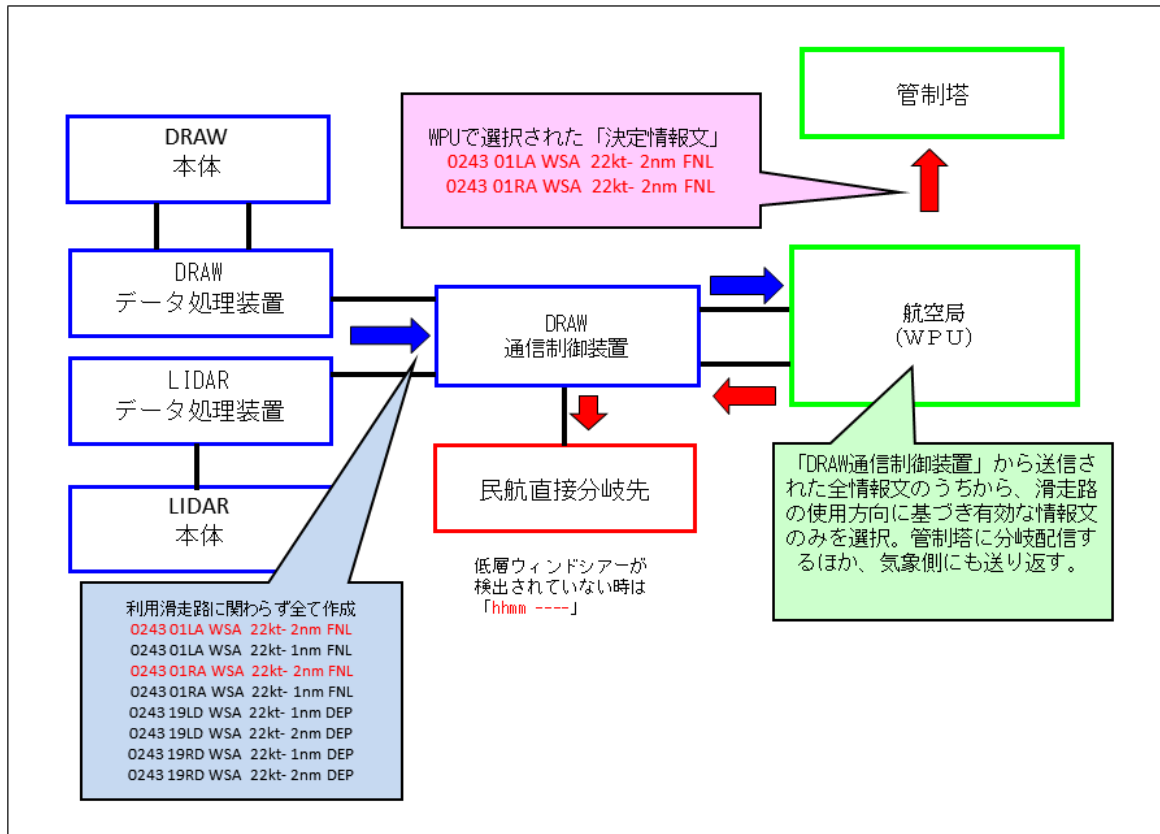 管制塔
WPUで選択された「決定情報文」
0243 01LA WSA 22kt- 2nm FNL
0243 01RA WSA 22kt- 2nm FNL
DRAW
本体
DRAW
データ処理装置
LIDAR
データ処理装置
LIDAR
本体
DRAW
通信制御装置
航空局
(WPU)
民航直接分岐先
低層ウィンドシアーが
検出されていない時は
「hhmm ----」
「DRAW通信制御装置」から送信さ
れた全情報文のうちから、滑走路
の使用方向に基づき有効な情報文
のみを選択。管制塔に分岐配信す
るほか、気象側にも送り返す。
利用滑走路に関わらず全て作成
0243 01LA WSA 22kt- 2nm FNL
0243 01LA WSA 22kt- 1nm FNL
0243 01RA WSA 22kt- 2nm FNL
0243 01RA WSA 22kt- 1nm FNL
0243 19LD WSA 22kt- 1nm DEP
0243 19LD WSA 22kt- 2nm DEP
0243 19RD WSA 22kt- 1nm DEP
0243 19RD WSA 22kt- 2nm DEP